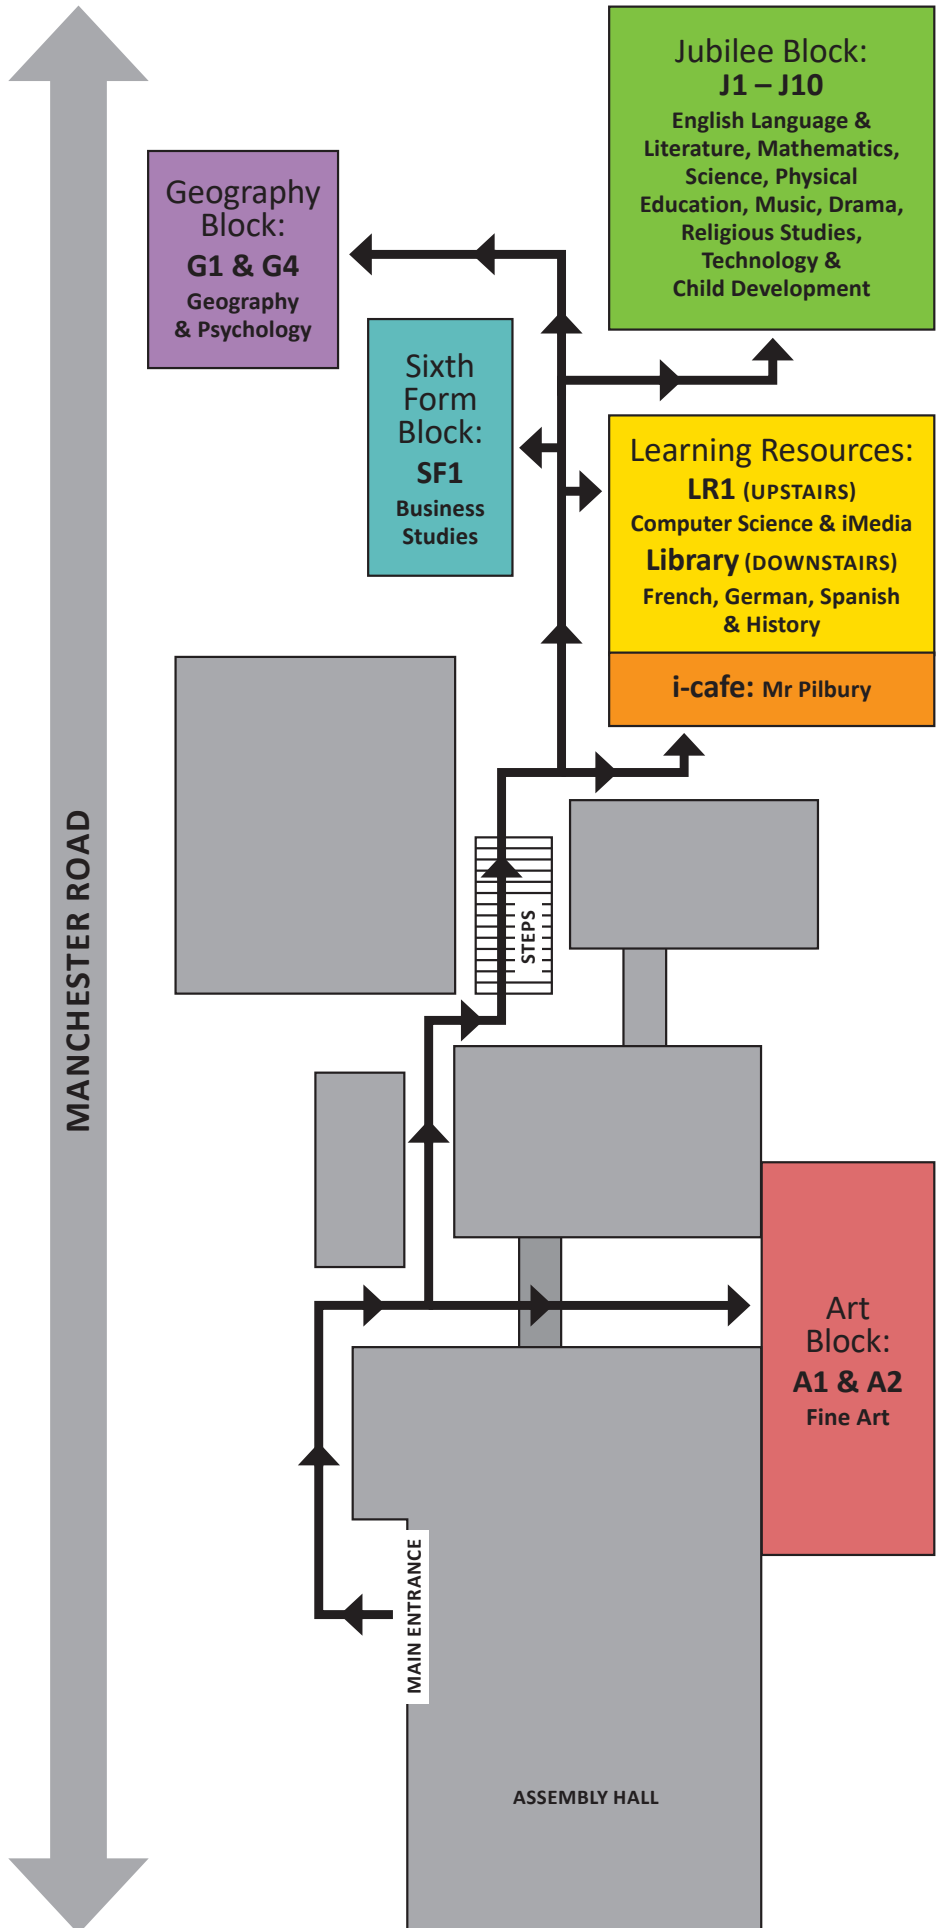 Jubilee Block:
J1 – J10
English Language &
Literature, Mathematics,
Science, Physical
Education, Music, Drama,
Religious Studies,
Technology &
Child Development
Geography
Block:
G1 & G4
Geography
& Psychology
Sixth
Form
Block:
SF1
Business
Studies
Learning Resources:
LR1 (UPSTAIRS)
Computer Science & iMedia
Library (DOWNSTAIRS)
French, German, Spanish
& History
i-cafe: Mr Pilbury
MANCHESTER ROAD
STEPS
Art
Block:
A1 & A2
Fine Art
MAIN ENTRANCE
ASSEMBLY HALL